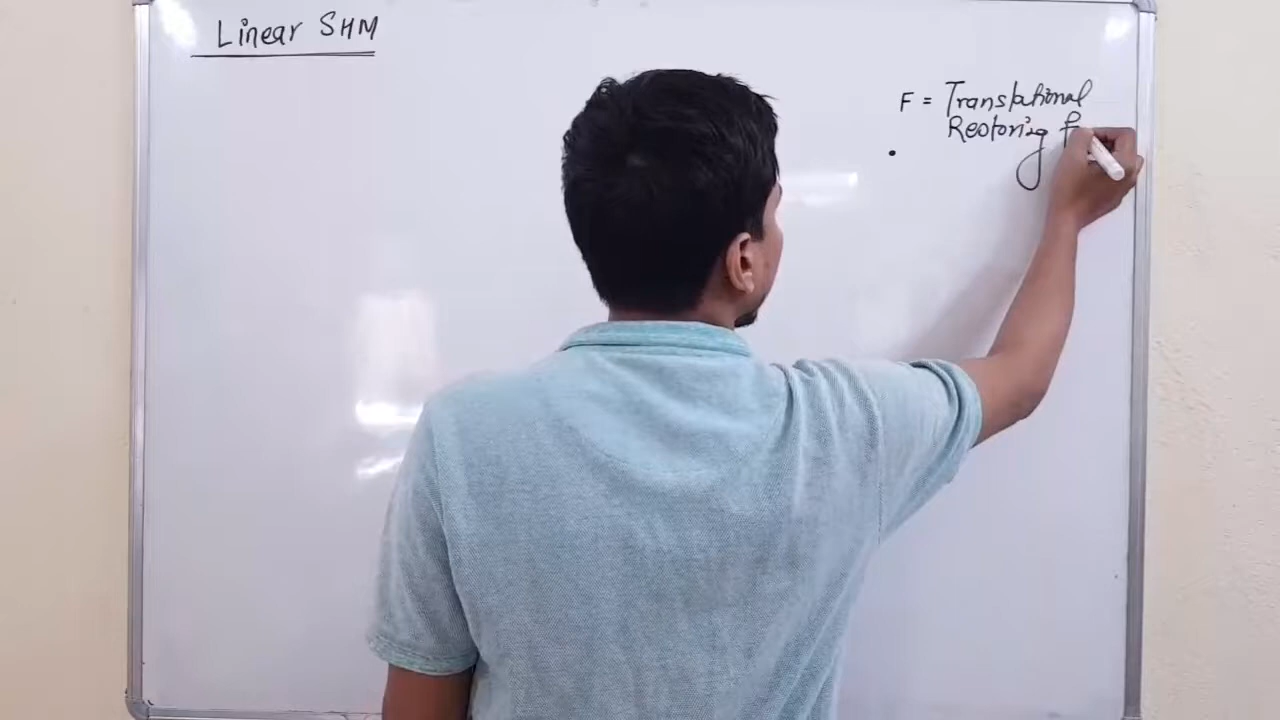 Linear SHM
F = Translational
Restoring f